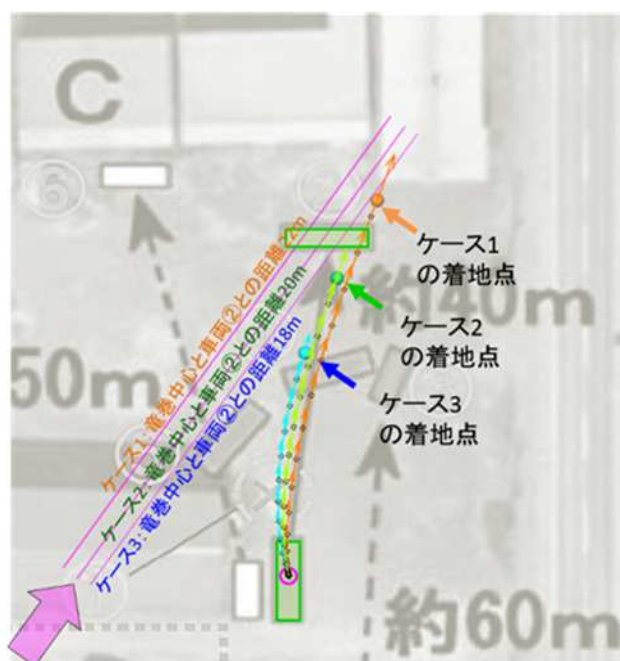 C
⑥
ケース1：竜巻中心と車両②との距離22m
ケース2：竜巻中心と車両②との距離20m
ケース3：竜巻中心と車両②との距離18m
ケース1
の着地点
約40m
ケース2
の着地点
50m
ケース3
の着地点
約60m